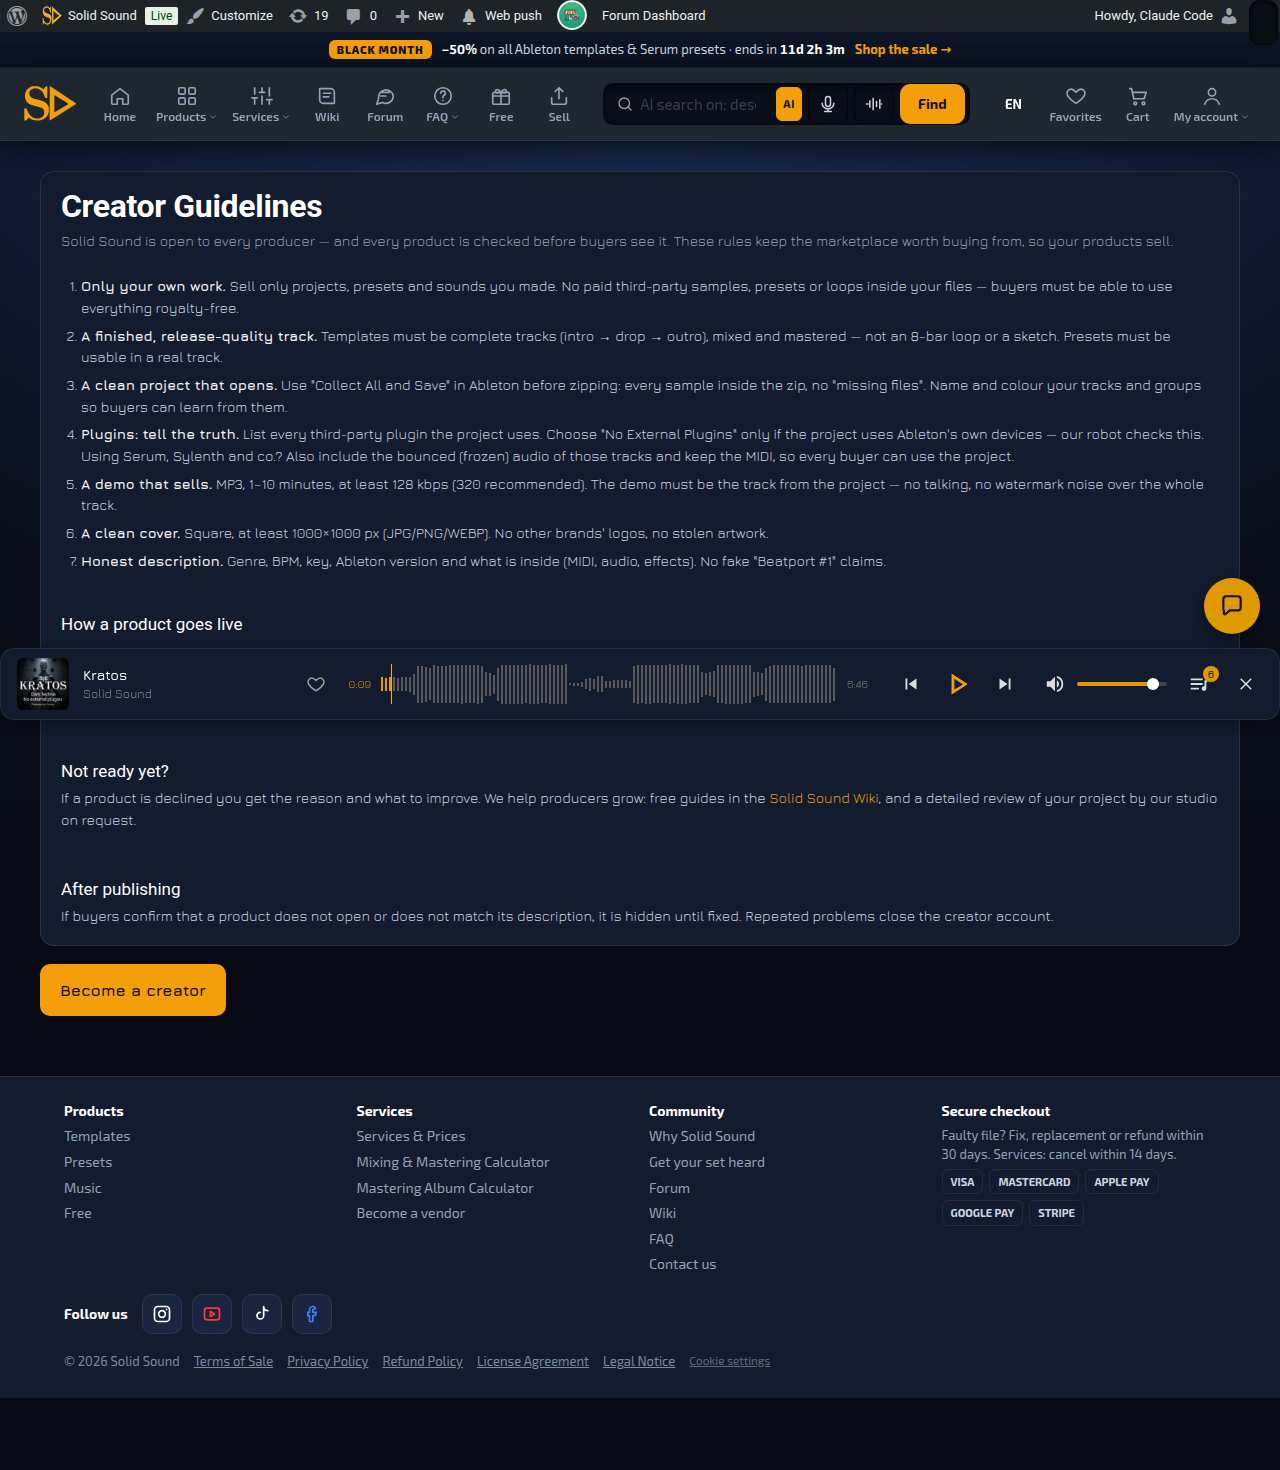 Solid Sound Live Customize 19 0 New Web push Forum Dashboard Howdy, Claude Code
BLACK MONTH −50% on all Ableton templates & Serum presets · ends in 11d 2h 3m Shop the sale →
Home Products Services Wiki Forum FAQ Free Sell AI search on: des AI Find EN Favorites Cart My account
Creator Guidelines
Solid Sound is open to every producer — and every product is checked before buyers see it. These rules keep the marketplace worth buying from, so your products sell.
1. Only your own work. Sell only projects, presets and sounds you made. No paid third-party samples, presets or loops inside your files — buyers must be able to use
everything royalty-free.
2. A finished, release-quality track. Templates must be complete tracks (intro → drop → outro), mixed and mastered — not an 8-bar loop or a sketch. Presets must be
usable in a real track.
3. A clean project that opens. Use "Collect All and Save" in Ableton before zipping: every sample inside the zip, no "missing files". Name and colour your tracks and groups
so buyers can learn from them.
4. Plugins: tell the truth. List every third-party plugin the project uses. Choose "No External Plugins" only if the project uses Ableton's own devices — our robot checks this.
Using Serum, Sylenth and co.? Also include the bounced (frozen) audio of those tracks and keep the MIDI, so every buyer can use the project.
5. A demo that sells. MP3, 1–10 minutes, at least 128 kbps (320 recommended). The demo must be the track from the project — no talking, no watermark noise over the whole
track.
6. A clean cover. Square, at least 1000×1000 px (JPG/PNG/WEBP). No other brands' logos, no stolen artwork.
7. Honest description. Genre, BPM, key, Ableton version and what is inside (MIDI, audio, effects). No fake "Beatport #1" claims.
How a product goes live
KRATOS
Kratos
Solid Sound
0:09 6:46 6
Not ready yet?
If a product is declined you get the reason and what to improve. We help producers grow: free guides in the Solid Sound Wiki, and a detailed review of your project by our studio
on request.
After publishing
If buyers confirm that a product does not open or does not match its description, it is hidden until fixed. Repeated problems close the creator account.
Become a creator
Products Services Community Secure checkout
Templates Services & Prices Why Solid Sound Faulty file? Fix, replacement or refund within
Presets Mixing & Mastering Calculator Get your set heard 30 days. Services: cancel within 14 days.
Music Mastering Album Calculator Forum VISA MASTERCARD APPLE PAY
Free Become a vendor Wiki GOOGLE PAY STRIPE
FAQ
Contact us
Follow us
© 2026 Solid Sound Terms of Sale Privacy Policy Refund Policy License Agreement Legal Notice Cookie settings